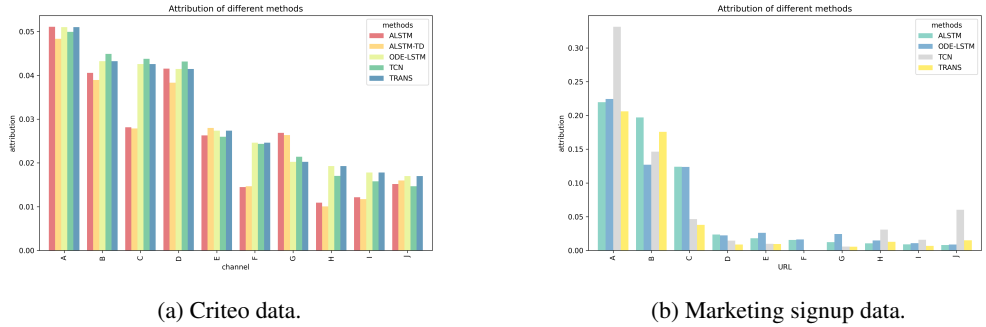 Attribution of different methods
methods
ALSTM
ALSTM-TD
ODE-LSTM
TCN
TRANS
0.05
0.04
0.03
0.02
0.01
0.00
attribution
A B C D E F G H I J
channel
(a) Criteo data.
Attribution of different methods
methods
ALSTM
ODE-LSTM
TCN
TRANS
0.30
0.25
0.20
0.15
0.10
0.05
0.00
attribution
A B C D E F G H I J
URL
(b) Marketing signup data.